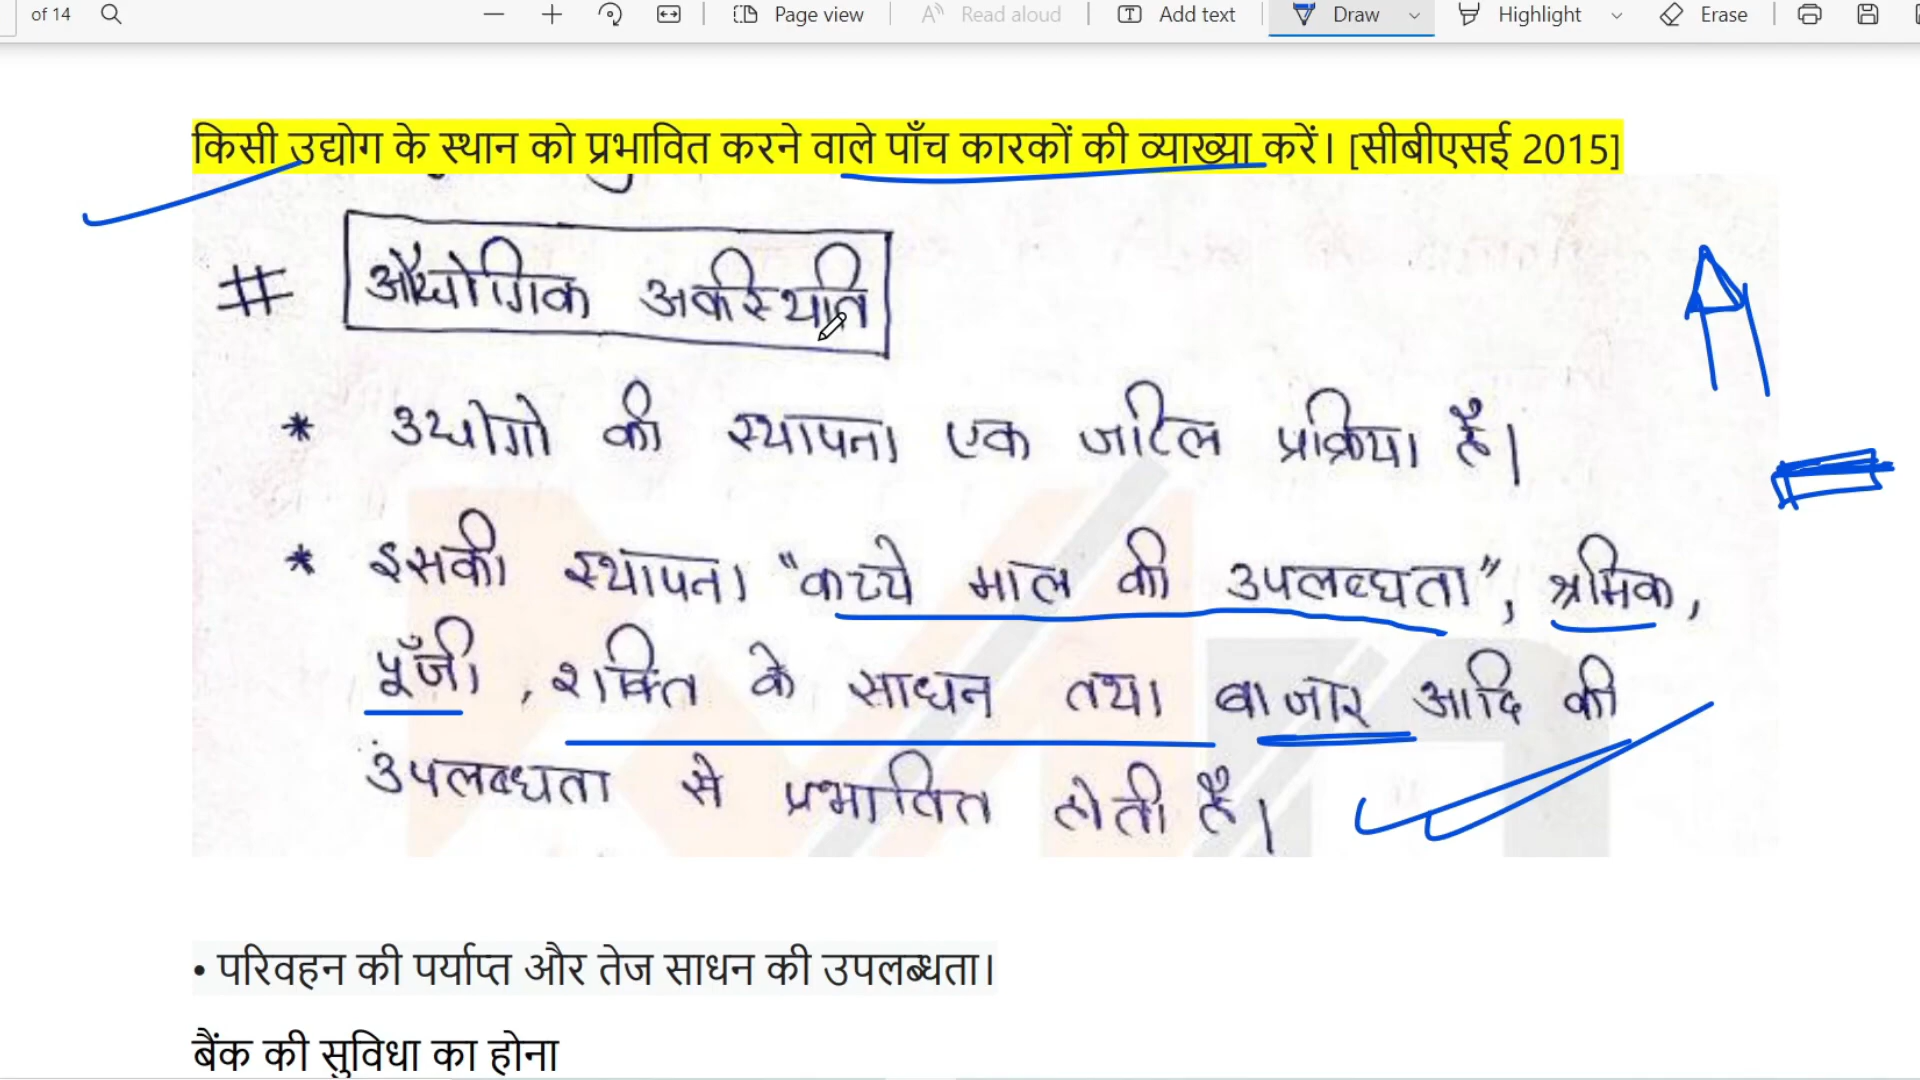 of 14 Page view Read aloud Add text Draw Highlight Erase
किसी उद्योग के स्थान को प्रभावित करने वाले पाँच कारकों की व्याख्या करें। [सीबीएसई 2015]
# औद्योगिक अवस्थिति
* उद्योगो की स्थापना एक जटिल प्रक्रिया है।
* इसकी स्थापना "कच्चे माल की उपलब्धता", श्रमिक,
पूँजी, शक्ति के साधन तथा बाजार आदि की
उपलब्धता से प्रभावित होती है।
• परिवहन की पर्याप्त और तेज साधन की उपलब्धता।
बैंक की सुविधा का होना